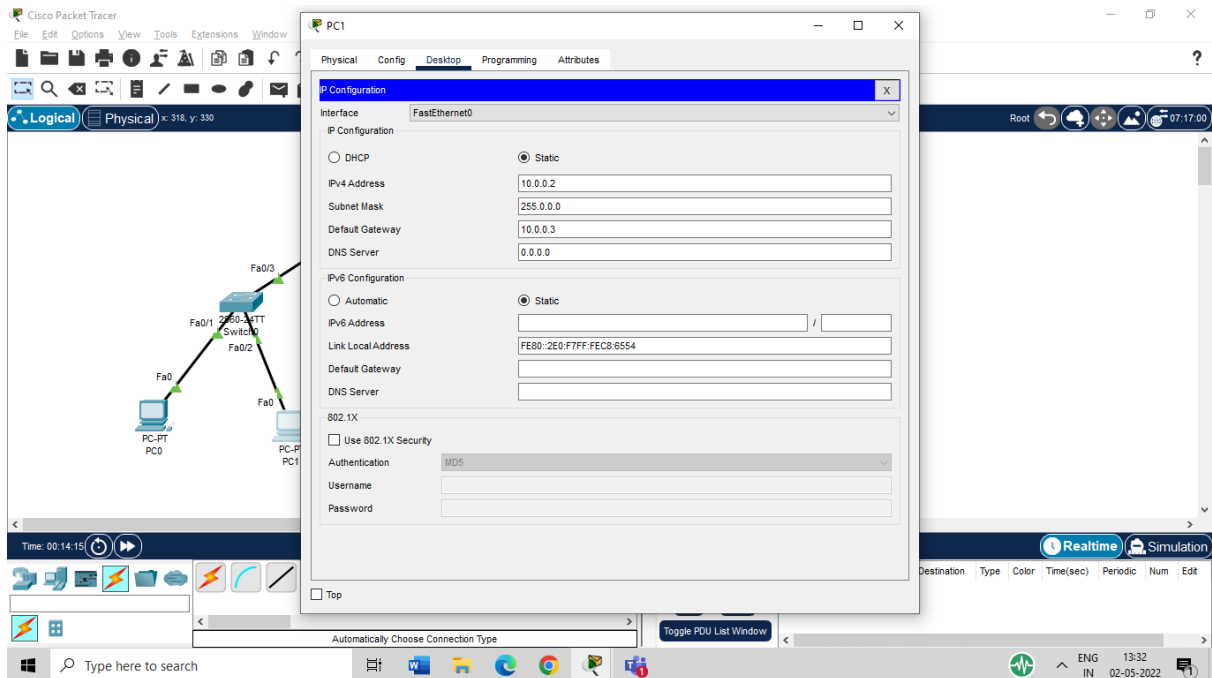 Cisco Packet Tracer
File Edit Options View Tools Extensions Window
?
Logical Physical x: 318, y: 330
Root 07:17:00
Fa0/3
2960-24TT
Switch0
Fa0/1
Fa0/2
Fa0
Fa0
PC-PT
PC0
PC-P
PC1
PC1
Physical Config Desktop Programming Attributes
IP Configuration X
Interface FastEthernet0
IP Configuration
DHCP Static
IPv4 Address 10.0.0.2
Subnet Mask 255.0.0.0
Default Gateway 10.0.0.3
DNS Server 0.0.0.0
IPv6 Configuration
Automatic Static
IPv6 Address /
Link Local Address FE80::2E0:F7FF:FEC8:6554
Default Gateway
DNS Server
802.1X
Use 802.1X Security
Authentication MD5
Username
Password
Top
Time: 00:14:15
Realtime Simulation
Destination Type Color Time(sec) Periodic Num Edit
Automatically Choose Connection Type
Toggle PDU List Window
Type here to search
ENG
IN
13:32
02-05-2022